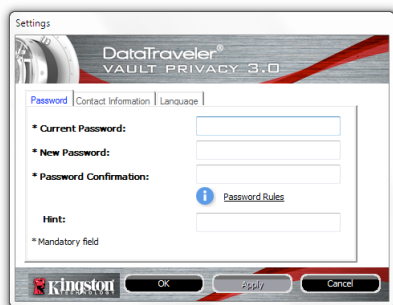 Settings
DataTraveler®
VAULT PRIVACY 3.0
Password Contact Information Language
* Current Password:
* New Password:
* Password Confirmation:
Password Rules
Hint:
* Mandatory field
Kingston OK Apply Cancel
TECHNOLOGY